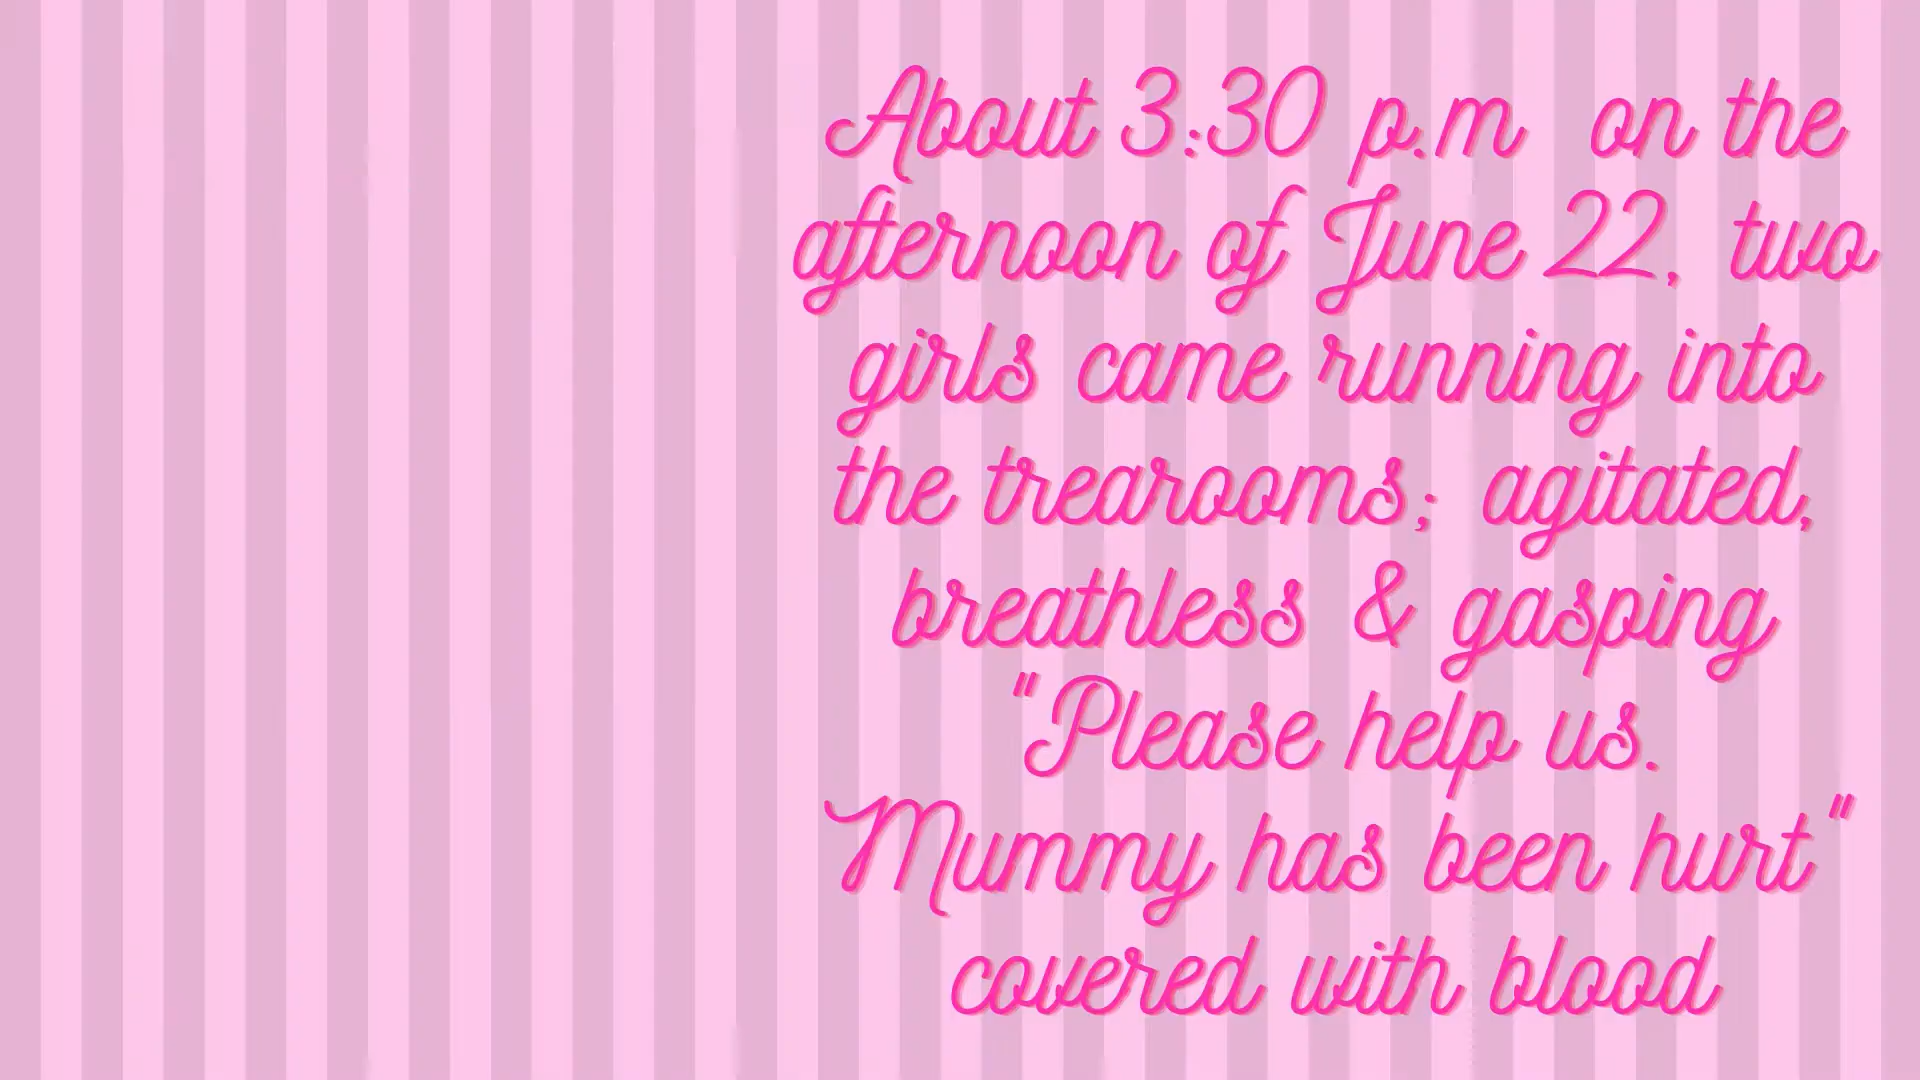 About 3:30 p.m on the
afternoon of June 22, two
girls came running into
the trearooms; agitated,
breathless & gasping
"Please help us.
Mummy has been hurt"
covered with blood